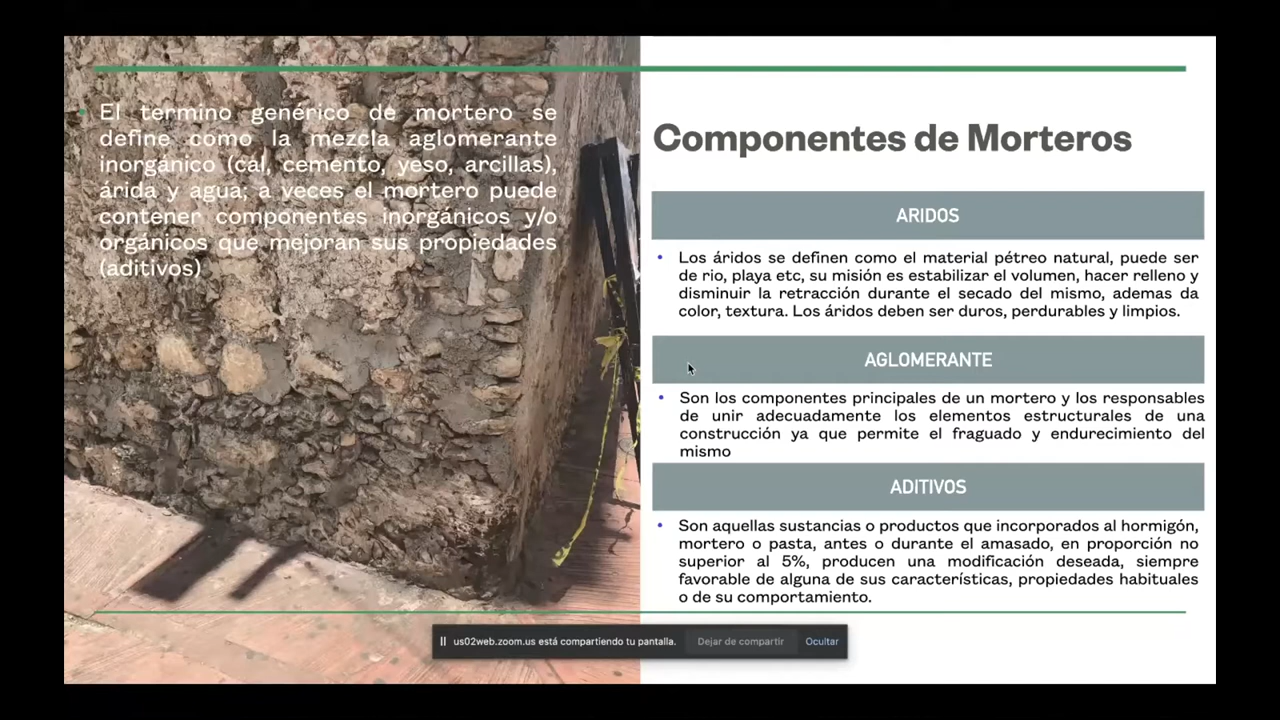 • El termino genérico de mortero se
define como la mezcla aglomerante
inorgánico (cal, cemento, yeso, arcillas),
árida y agua; a veces el mortero puede
contener componentes inorgánicos y/o
orgánicos que mejoran sus propiedades
(aditivos)
Componentes de Morteros
ARIDOS
• Los áridos se definen como el material pétreo natural, puede ser
de rio, playa etc, su misión es estabilizar el volumen, hacer relleno y
disminuir la retracción durante el secado del mismo, ademas da
color, textura. Los áridos deben ser duros, perdurables y limpios.
AGLOMERANTE
• Son los componentes principales de un mortero y los responsables
de unir adecuadamente los elementos estructurales de una
construcción ya que permite el fraguado y endurecimiento del
mismo
ADITIVOS
• Son aquellas sustancias o productos que incorporados al hormigón,
mortero o pasta, antes o durante el amasado, en proporción no
superior al 5%, producen una modificación deseada, siempre
favorable de alguna de sus características, propiedades habituales
o de su comportamiento.
us02web.zoom.us está compartiendo tu pantalla. Dejar de compartir Ocultar